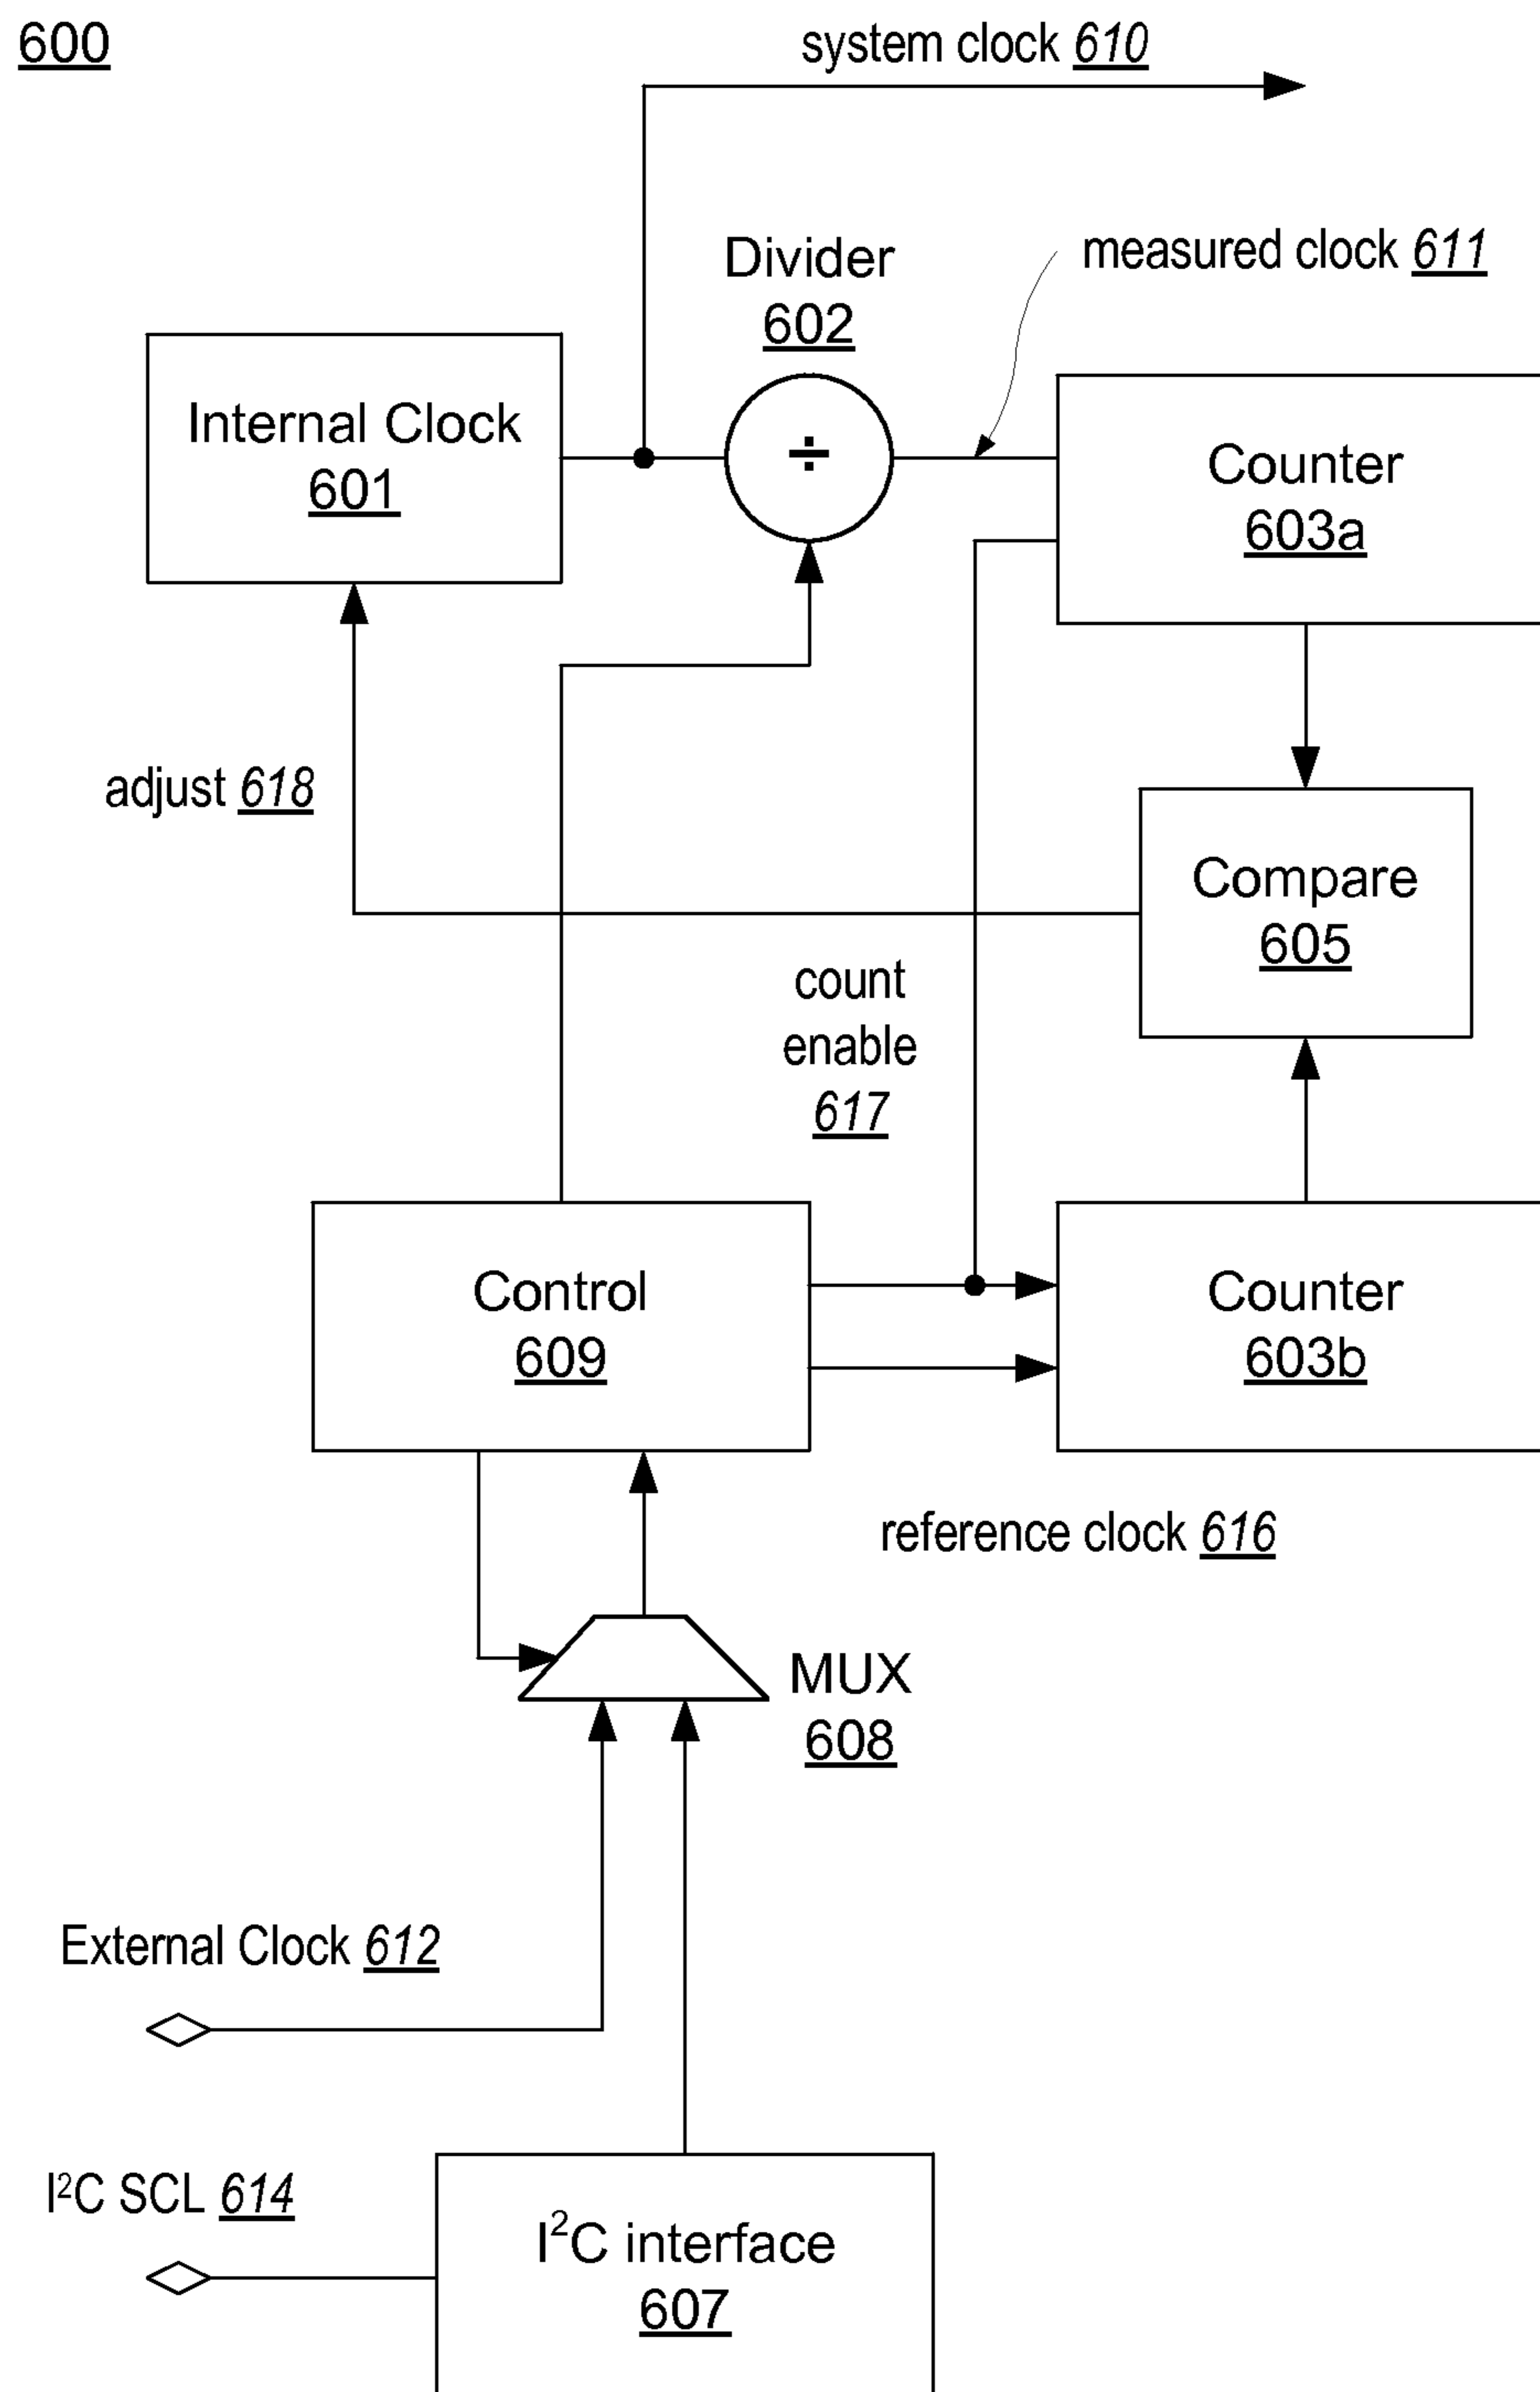 600
system clock 610
Divider
602
measured clock 611
Internal Clock
601
÷
Counter
603a
adjust 618
Compare
605
count
enable
617
Control
609
Counter
603b
reference clock 616
MUX
608
External Clock 612
I²C SCL 614
I²C interface
607